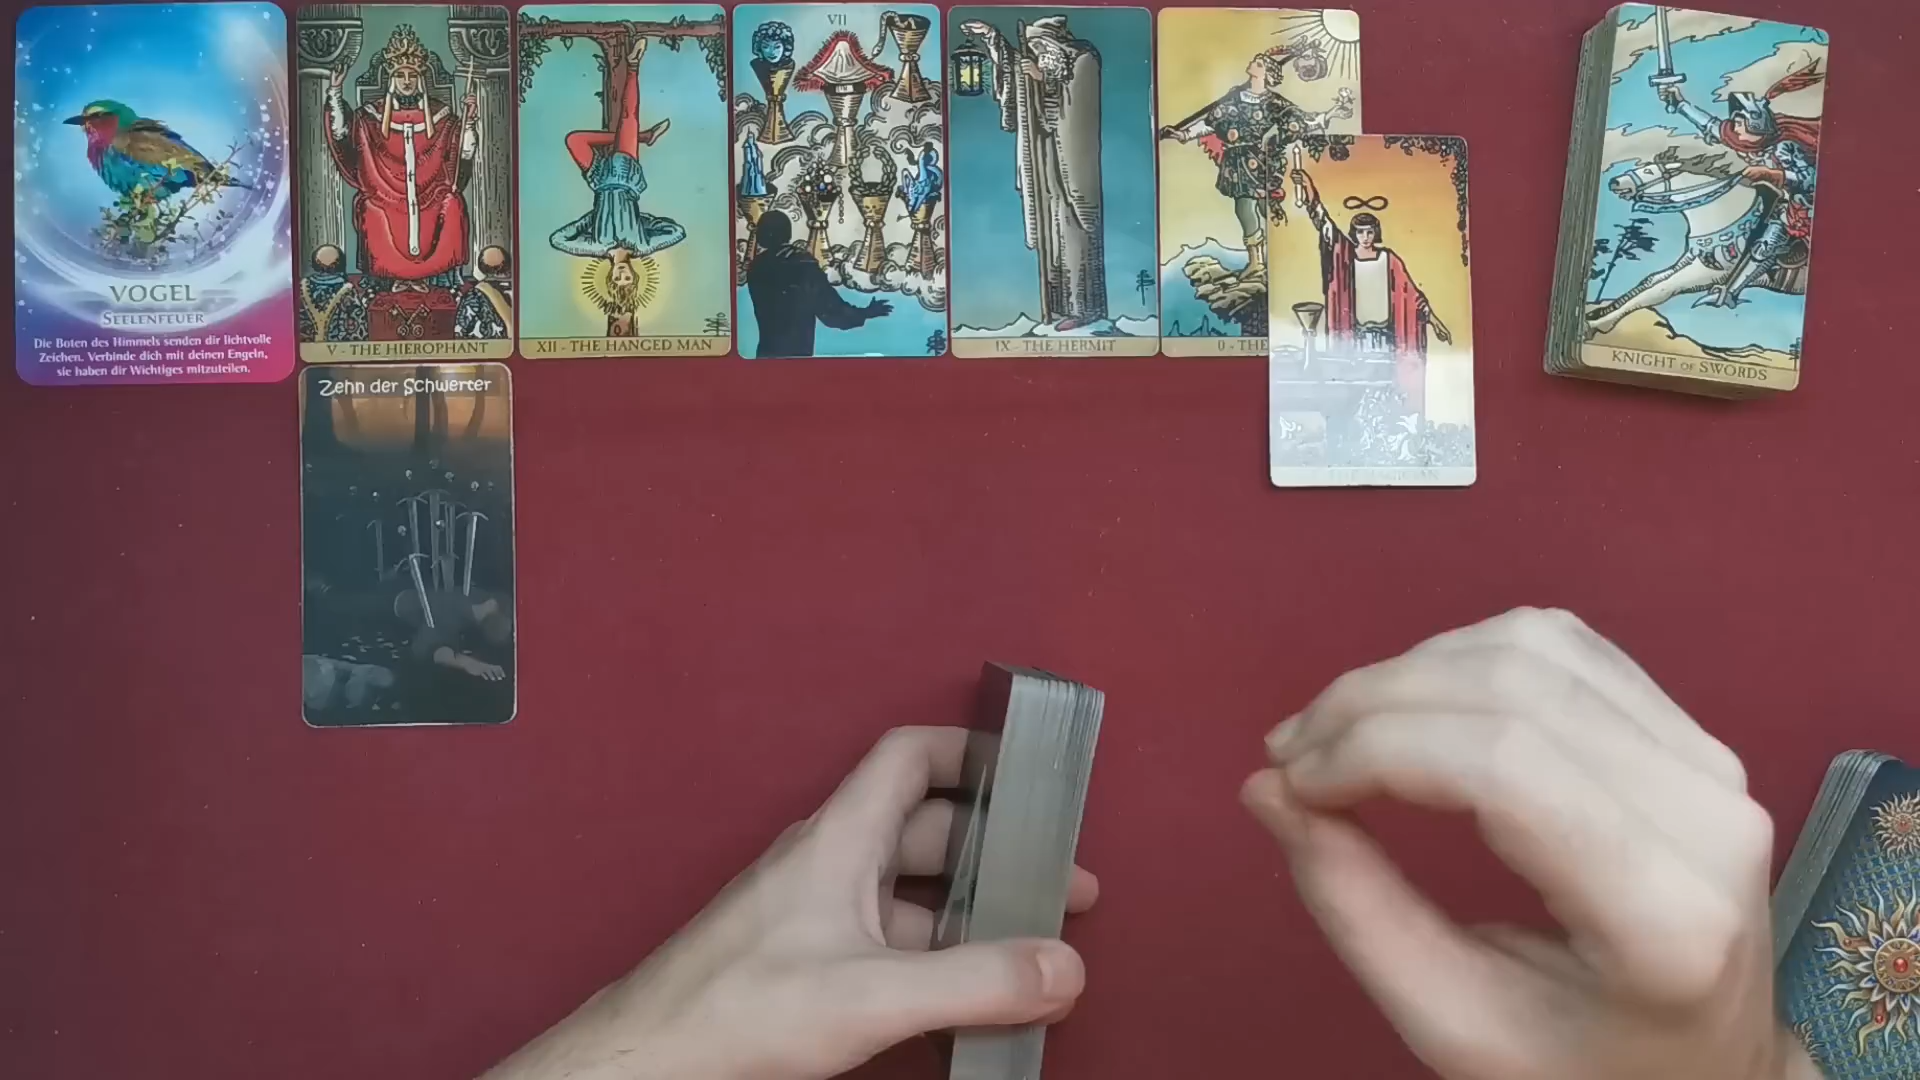 VOGEL
SEELENFEUER
Die Boten des Himmels senden dir lichtvolle
Zeichen. Verbinde dich mit deinen Engeln,
sie haben dir Wichtiges mitzuteilen.
V - THE HIEROPHANT
XII - THE HANGED MAN
VII
IX - THE HERMIT
0 - THE
KNIGHT OF SWORDS
Zehn der Schwerter